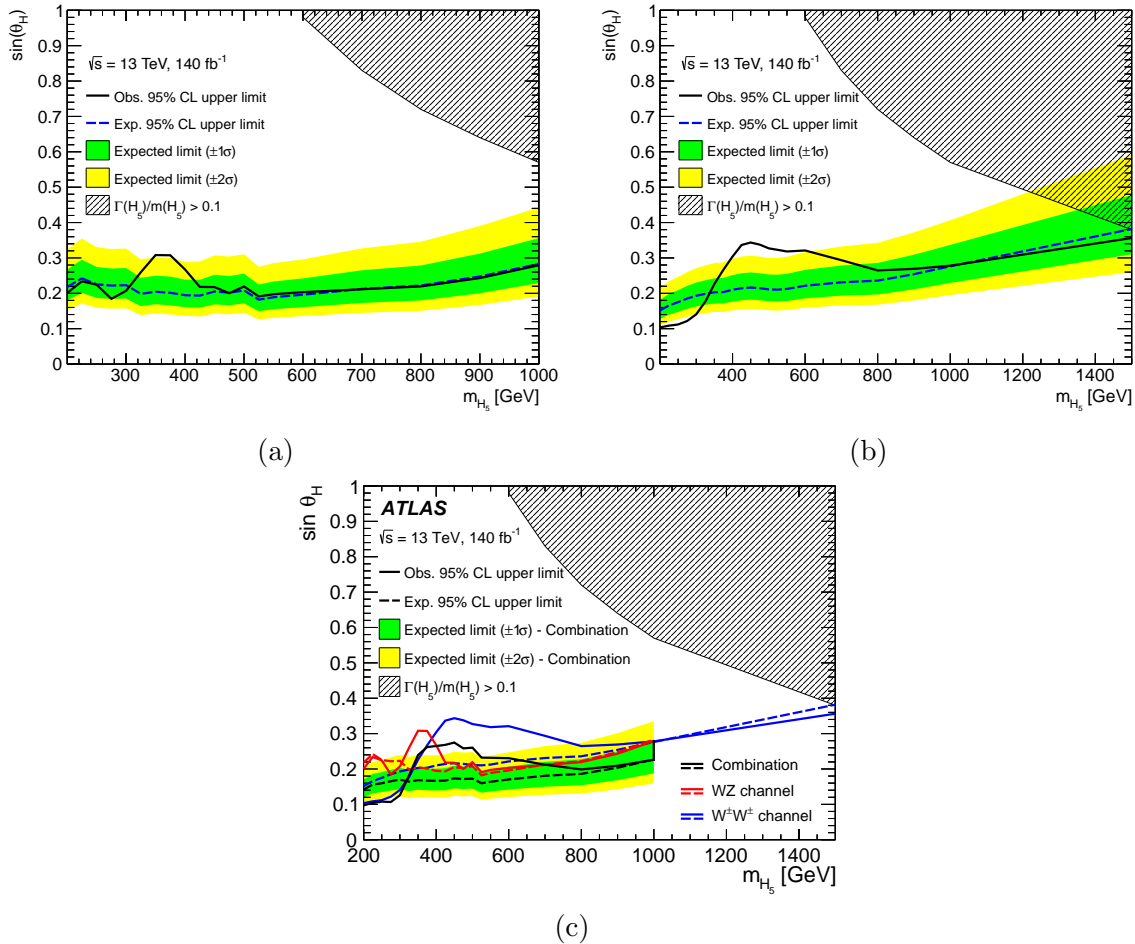 sin(θ_H)
1
0.9
0.8
0.7
0.6
0.5
0.4
0.3
0.2
0.1
0
√s = 13 TeV, 140 fb⁻¹
Obs. 95% CL upper limit
Exp. 95% CL upper limit
Expected limit (±1σ)
Expected limit (±2σ)
Γ(H₅)/m(H₅) > 0.1
300 400 500 600 700 800 900 1000
m_H₅ [GeV]
(a)
sin(θ_H)
1
0.9
0.8
0.7
0.6
0.5
0.4
0.3
0.2
0.1
0
√s = 13 TeV, 140 fb⁻¹
Obs. 95% CL upper limit
Exp. 95% CL upper limit
Expected limit (±1σ)
Expected limit (±2σ)
Γ(H₅)/m(H₅) > 0.1
400 600 800 1000 1200 1400
m_H₅ [GeV]
(b)
sin θ_H
1
0.9
0.8
0.7
0.6
0.5
0.4
0.3
0.2
0.1
0
ATLAS
√s = 13 TeV, 140 fb⁻¹
Obs. 95% CL upper limit
Exp. 95% CL upper limit
Expected limit (±1σ) - Combination
Expected limit (±2σ) - Combination
Γ(H₅)/m(H₅) > 0.1
Combination
WZ channel
W±W± channel
200 400 600 800 1000 1200 1400
m_H₅ [GeV]
(c)